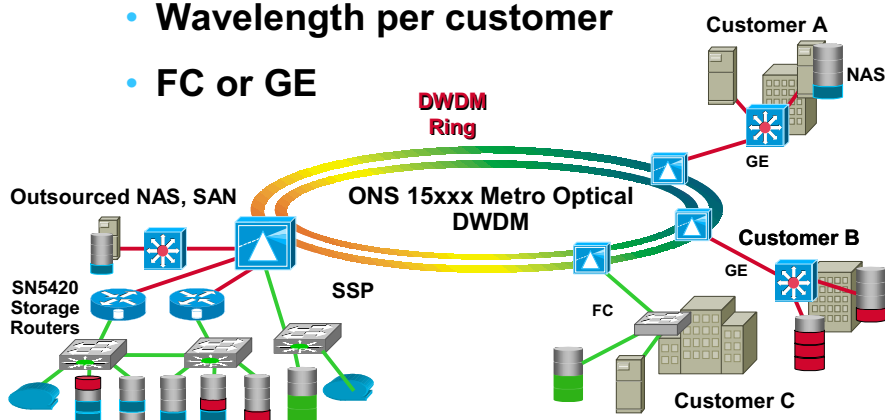 • Wavelength per customer
• FC or GE
Customer A
NAS
DWDM
Ring
GE
Outsourced NAS, SAN
ONS 15xxx Metro Optical
DWDM
Customer B
GE
SN5420
Storage
Routers
SSP
FC
Customer C